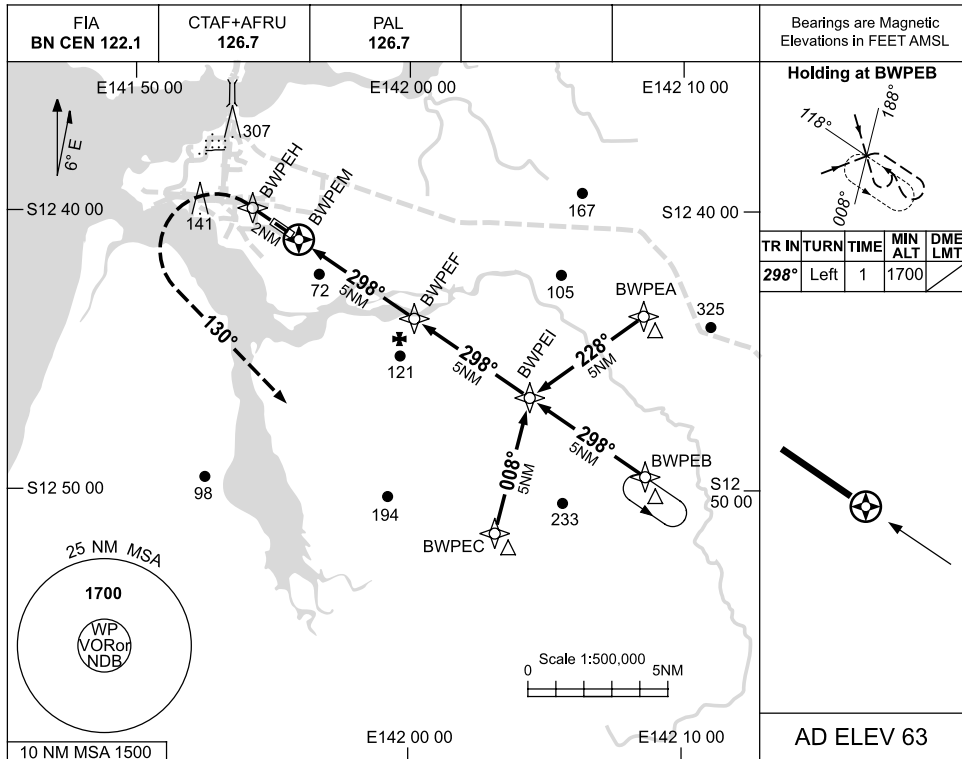 FIA
BN CEN 122.1
CTAF+AFRU
126.7
PAL
126.7
Bearings are Magnetic
Elevations in FEET AMSL
E141 50 00
E142 00 00
E142 10 00
6° E
307
BWPEH
BWPEM
141
2NM
S12 40 00
S12 40 00
167
72
298°
5NM
BWPEF
105
BWPEA
325
130°
121
298°
5NM
BWPEI
228°
5NM
298°
5NM
BWPEB
008°
5NM
S12 50 00
S12
50 00
98
194
233
BWPEC
25 NM MSA
1700
WP
VORor
NDB
Scale 1:500,000
0
5NM
10 NM MSA 1500
E142 00 00
E142 10 00
Holding at BWPEB
118°
188°
008°
TR IN TURN TIME MIN ALT DME LMT
298° Left 1 1700
AD ELEV 63